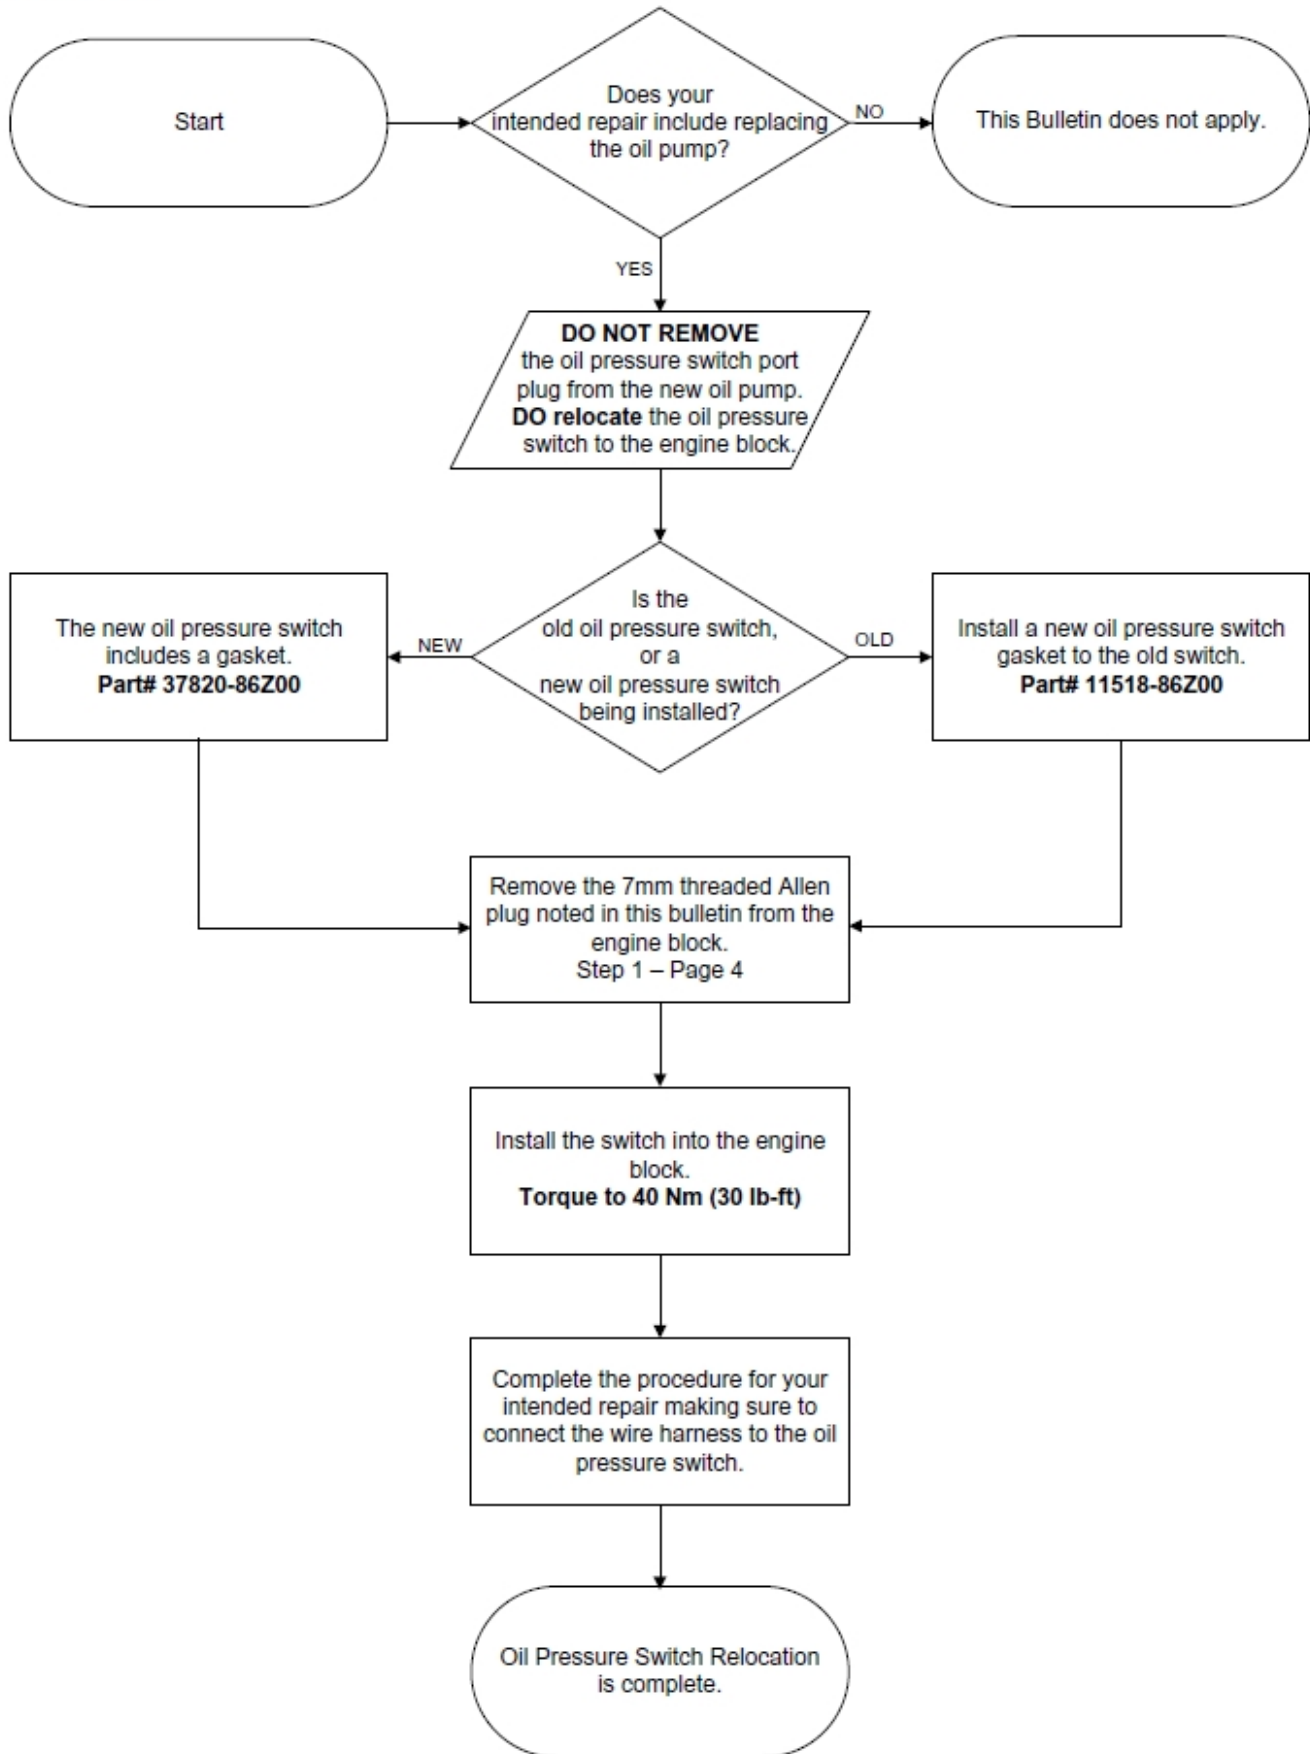 Start
Does your
intended repair include replacing
the oil pump?
NO
This Bulletin does not apply.
YES
DO NOT REMOVE
the oil pressure switch port
plug from the new oil pump.
DO relocate the oil pressure
switch to the engine block.
The new oil pressure switch
includes a gasket.
Part# 37820-86Z00
NEW
Is the
old oil pressure switch,
or a
new oil pressure switch
being installed?
OLD
Install a new oil pressure switch
gasket to the old switch.
Part# 11518-86Z00
Remove the 7mm threaded Allen
plug noted in this bulletin from the
engine block.
Step 1 – Page 4
Install the switch into the engine
block.
Torque to 40 Nm (30 lb-ft)
Complete the procedure for your
intended repair making sure to
connect the wire harness to the oil
pressure switch.
Oil Pressure Switch Relocation
is complete.